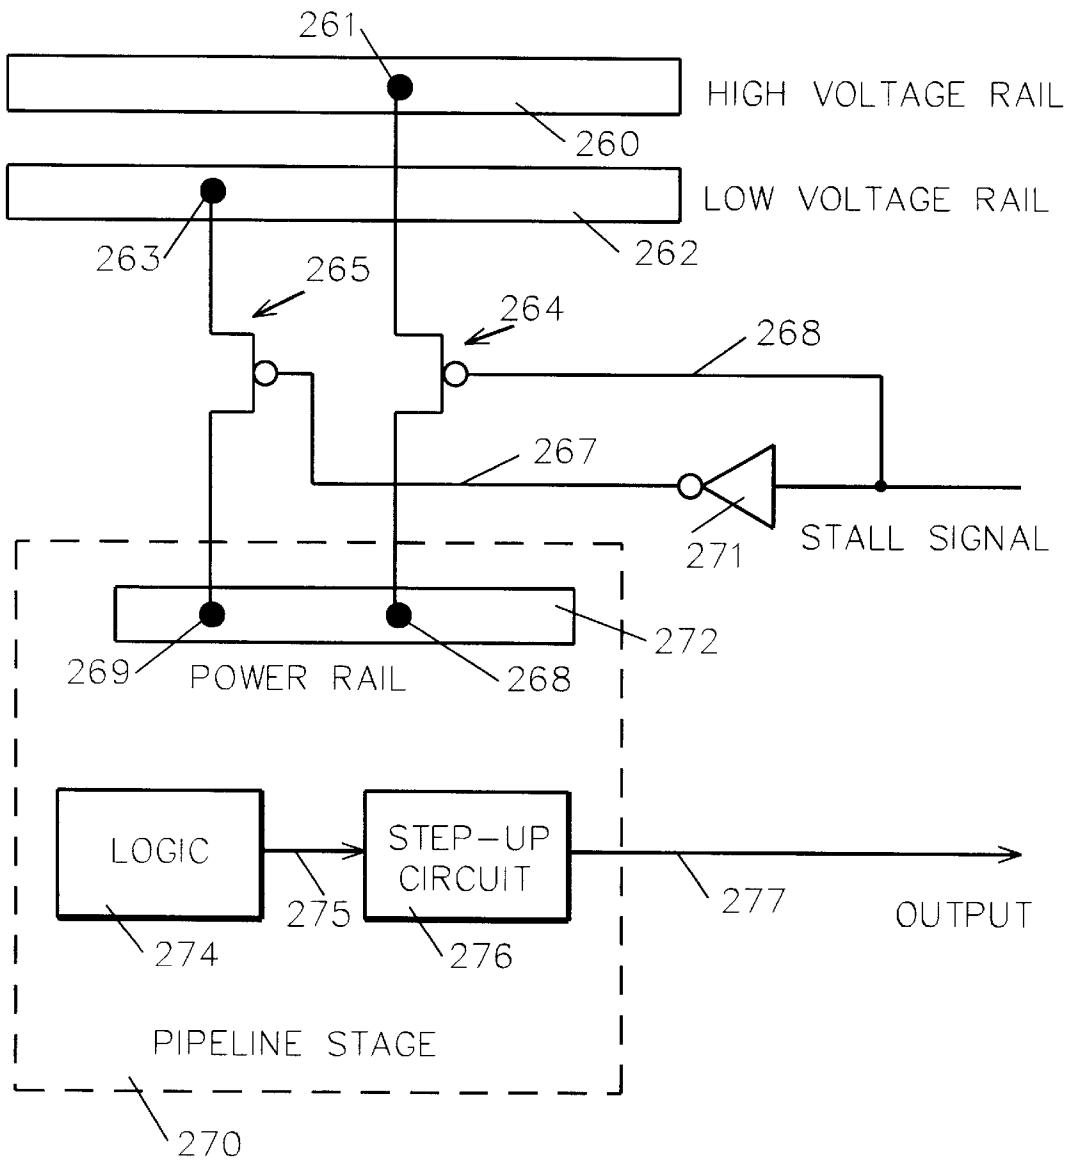 261
HIGH VOLTAGE RAIL
260
LOW VOLTAGE RAIL
263
262
265
264
268
267
271
STALL SIGNAL
272
269
POWER RAIL
268
LOGIC
STEP-UP
CIRCUIT
275
277
OUTPUT
274
276
PIPELINE STAGE
270